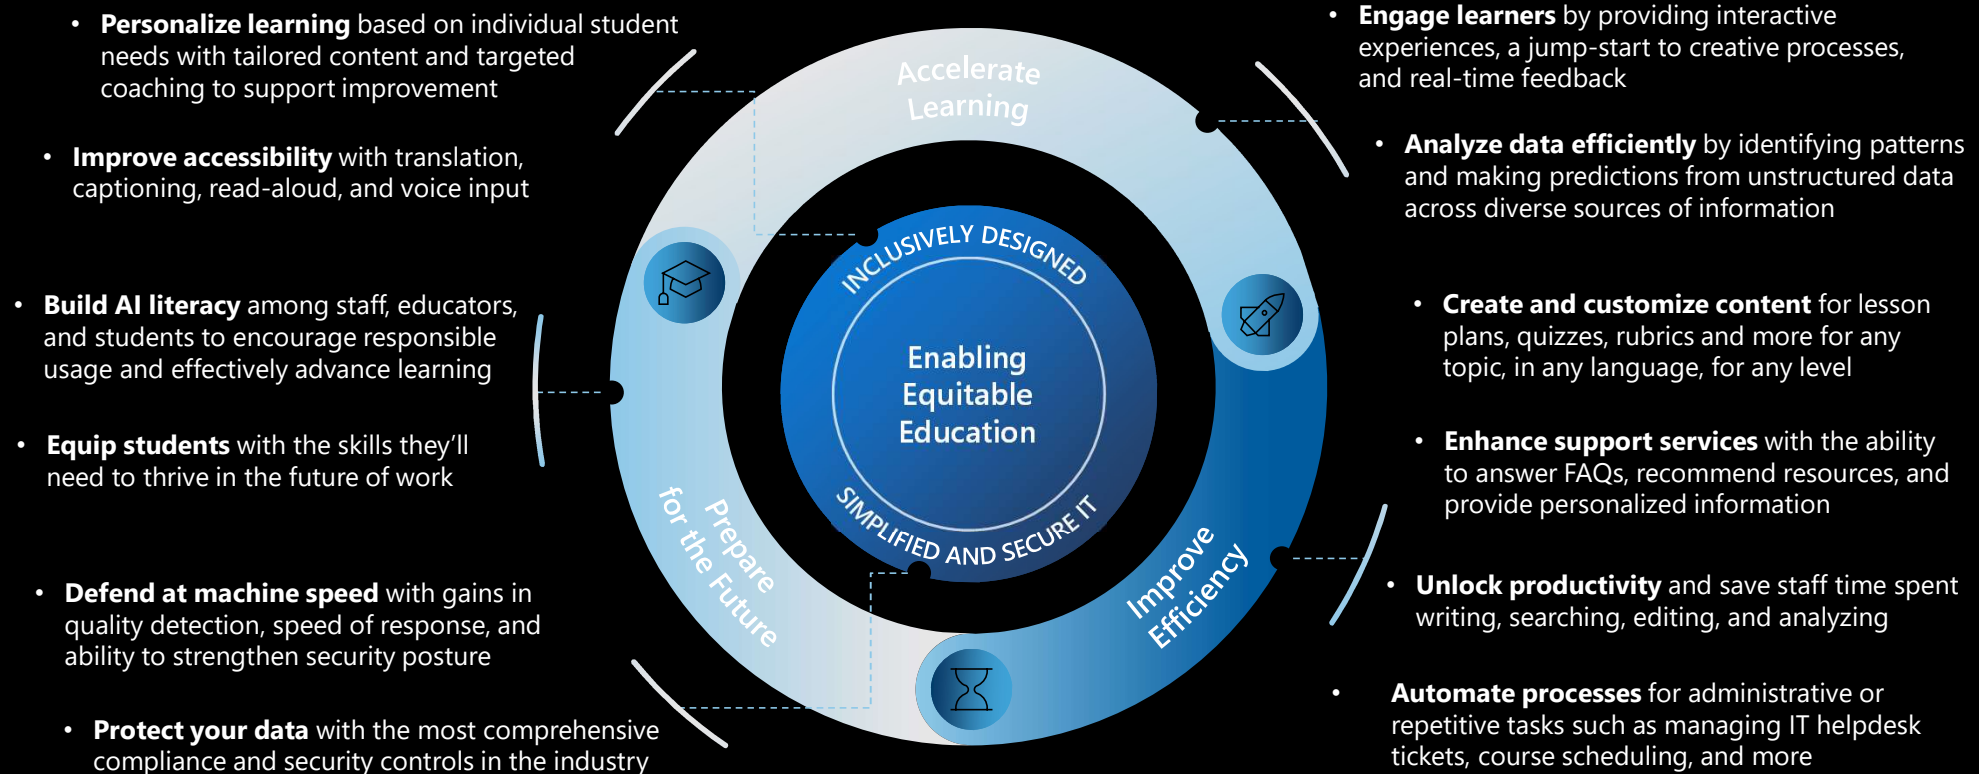 • Personalize learning based on individual student
needs with tailored content and targeted
coaching to support improvement
• Improve accessibility with translation,
captioning, read-aloud, and voice input
• Build AI literacy among staff, educators,
and students to encourage responsible
usage and effectively advance learning
• Equip students with the skills they’ll
need to thrive in the future of work
• Defend at machine speed with gains in
quality detection, speed of response, and
ability to strengthen security posture
• Protect your data with the most comprehensive
compliance and security controls in the industry
Accelerate
Learning
INCLUSIVELY DESIGNED
Enabling
Equitable
Education
SIMPLIFIED AND SECURE IT
Prepare
for the Future
Improve
Efficiency
• Engage learners by providing interactive
experiences, a jump-start to creative processes,
and real-time feedback
• Analyze data efficiently by identifying patterns
and making predictions from unstructured data
across diverse sources of information
• Create and customize content for lesson
plans, quizzes, rubrics and more for any
topic, in any language, for any level
• Enhance support services with the ability
to answer FAQs, recommend resources, and
provide personalized information
• Unlock productivity and save staff time spent
writing, searching, editing, and analyzing
• Automate processes for administrative or
repetitive tasks such as managing IT helpdesk
tickets, course scheduling, and more